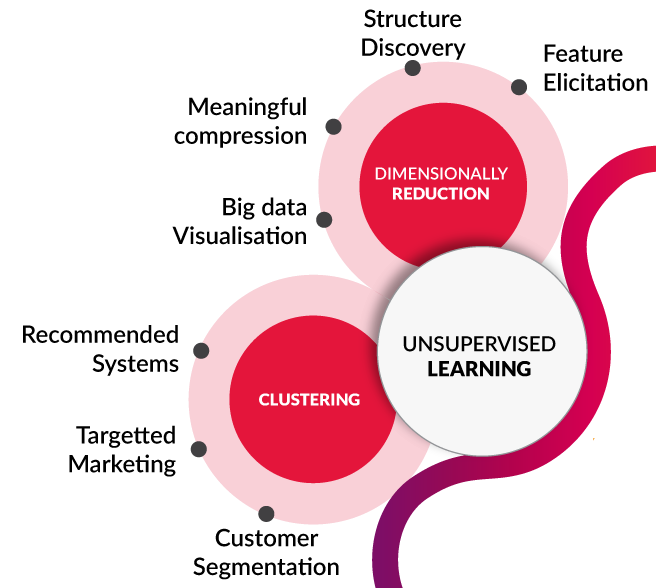 Structure
Discovery
Feature
Elicitation
Meaningful
compression
DIMENSIONALLY
REDUCTION
Big data
Visualisation
UNSUPERVISED
LEARNING
Recommended
Systems
CLUSTERING
Targetted
Marketing
Customer
Segmentation